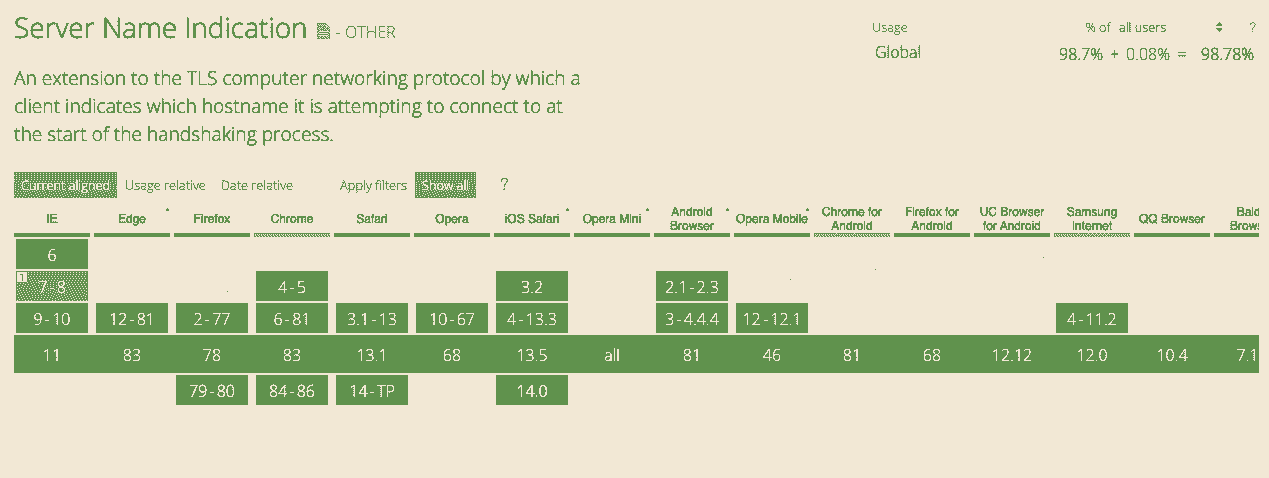 Server Name Indication - OTHER
Usage % of all users ?
Global 98.7% + 0.08% = 98.78%
An extension to the TLS computer networking protocol by which a
client indicates which hostname it is attempting to connect to at
the start of the handshaking process.
Current aligned Usage relative Date relative Apply filters Show all ?
IE Edge * Firefox Chrome Safari Opera iOS Safari * Opera Mini * Android Browser * Opera Mobile * Chrome for Android Firefox for Android UC Browser for Android Samsung Internet QQ Browser Baid Brows
6
1 7-8 4-5 3.2 2.1-2.3
9-10 12-81 2-77 6-81 3.1-13 10-67 4-13.3 3-4.4.4 12-12.1 4-11.2
11 83 78 83 13.1 68 13.5 all 81 46 81 68 12.12 12.0 10.4 7.1
79-80 84-86 14-TP 14.0